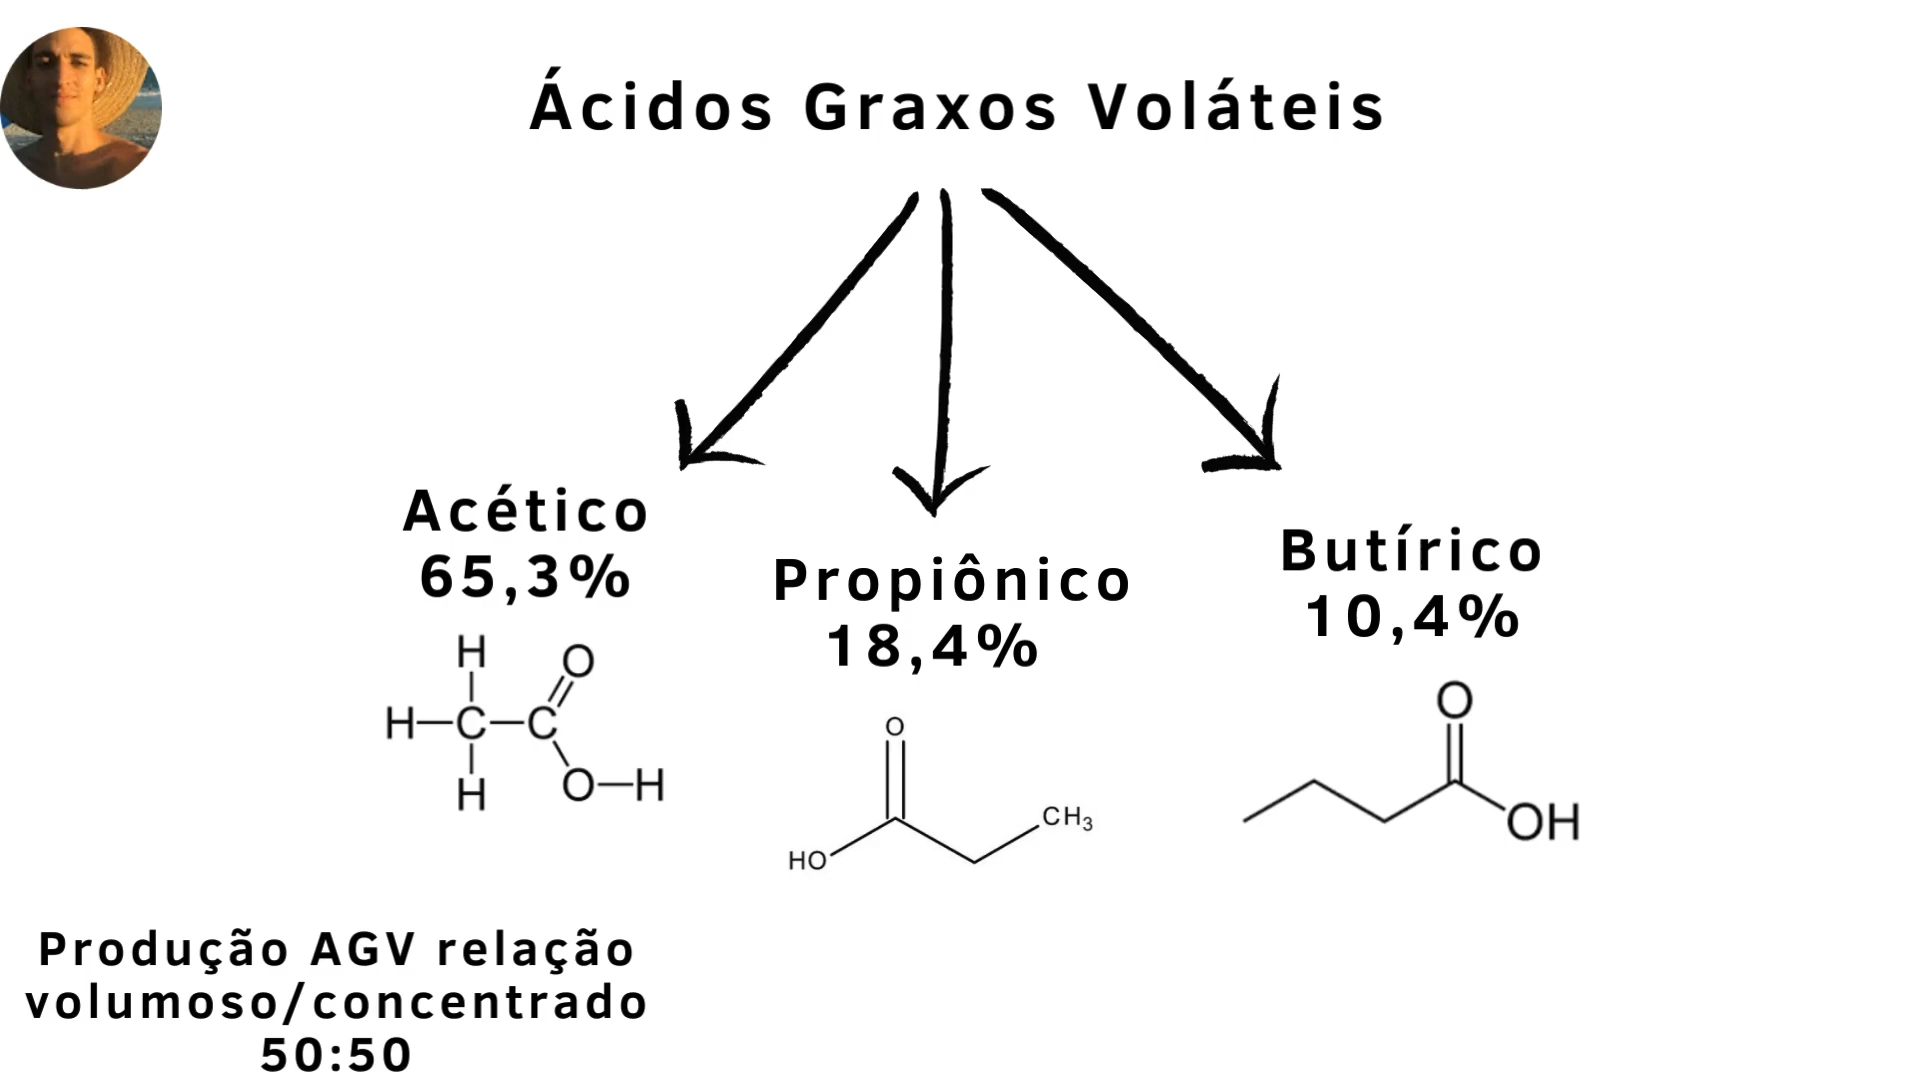 Ácidos Graxos Voláteis
Acético
65,3%
Propiônico
18,4%
Butírico
10,4%
H
O
H C C
H
O H
O
HO
CH₃
O
OH
Produção AGV relação
volumoso/concentrado
50:50